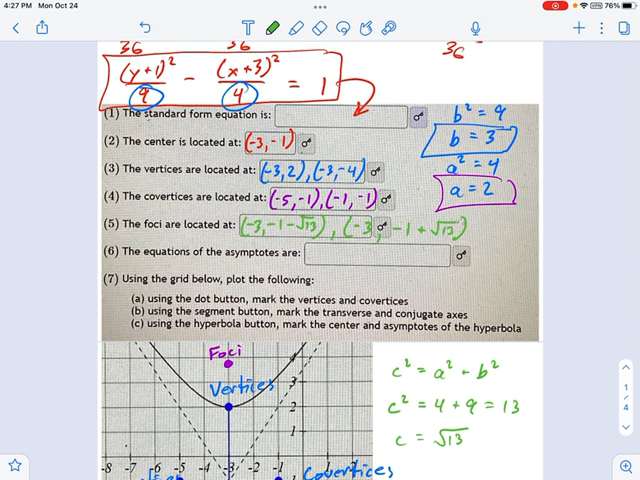 4:27 PM Mon Oct 24
76%
36 36
36
(y+1)²/9 - (x+3)²/4 = 1
(1) The standard form equation is:
b² = 9
(2) The center is located at: (-3, -1)
b = 3
(3) The vertices are located at: (-3, 2), (-3, -4)
a² = 4
(4) The covertices are located at: (-5, -1), (-1, -1)
a = 2
(5) The foci are located at: (-3, -1 - √13), (-3, -1 + √13)
(6) The equations of the asymptotes are:
(7) Using the grid below, plot the following:
(a) using the dot button, mark the vertices and covertices
(b) using the segment button, mark the transverse and conjugate axes
(c) using the hyperbola button, mark the center and asymptotes of the hyperbola
Foci
4
c² = a² + b²
Vertices
3
2
c² = 4 + 9 = 13
1
c = √13
-8 -7 -6 -5 -4 -3 -2 -1 1 2
Covertices
1
4